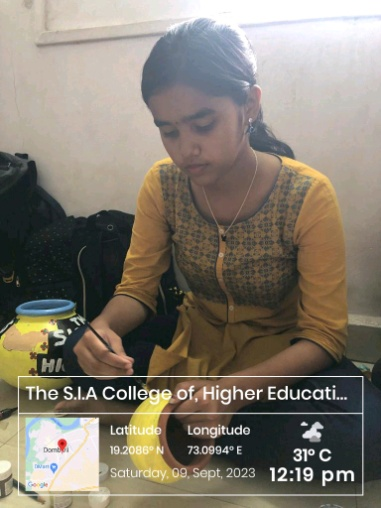 HI
The S.I.A College of, Higher Educati...
Latitude Longitude
19.2086° N 73.0994° E
Saturday, 09, Sept, 2023
31° C
12:19 pm
Google